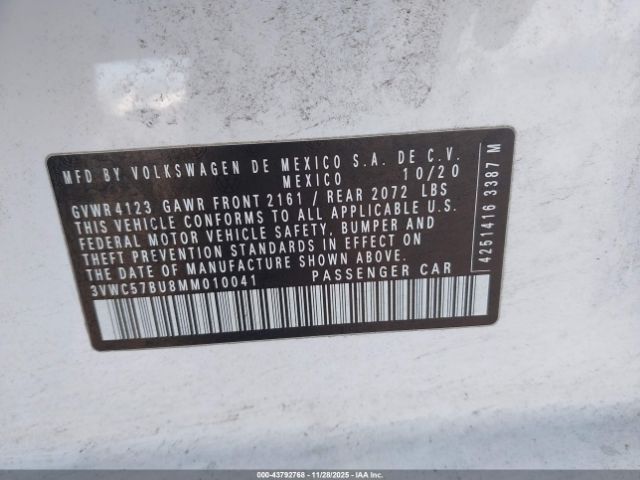 MFD BY VOLKSWAGEN DE MEXICO S.A. DE C.V.
MEXICO 10/20
GVWR 4123 GAWR FRONT 2161 / REAR 2072 LBS
THIS VEHICLE CONFORMS TO ALL APPLICABLE U.S.
FEDERAL MOTOR VEHICLE SAFETY, BUMPER AND
THEFT PREVENTION STANDARDS IN EFFECT ON
THE DATE OF MANUFACTURE SHOWN ABOVE.
3VWC57BU8MM010041 PASSENGER CAR
4251416 3387 M
000-43792768 | 11/28/2025 | IAAI.CA